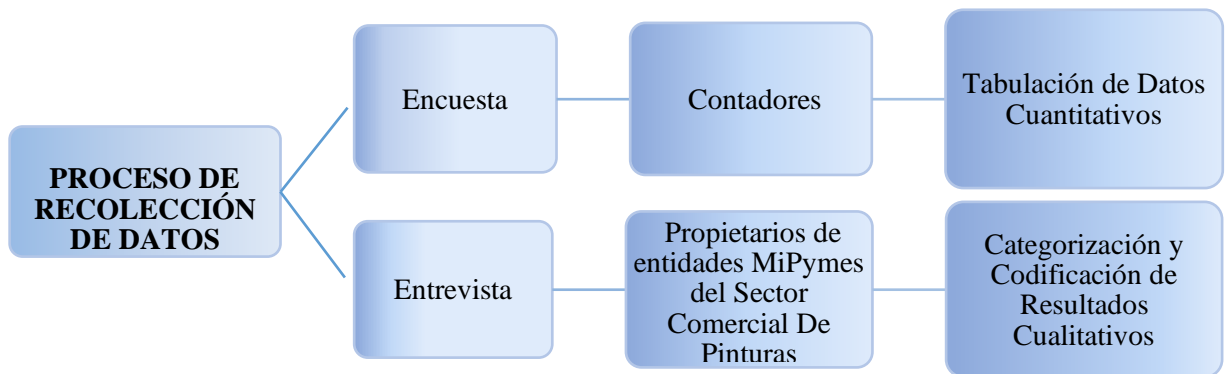 PROCESO DE
RECOLECCIÓN
DE DATOS
Encuesta
Contadores
Tabulación de Datos
Cuantitativos
Entrevista
Propietarios de
entidades MiPymes
del Sector
Comercial De
Pinturas
Categorización y
Codificación de
Resultados
Cualitativos